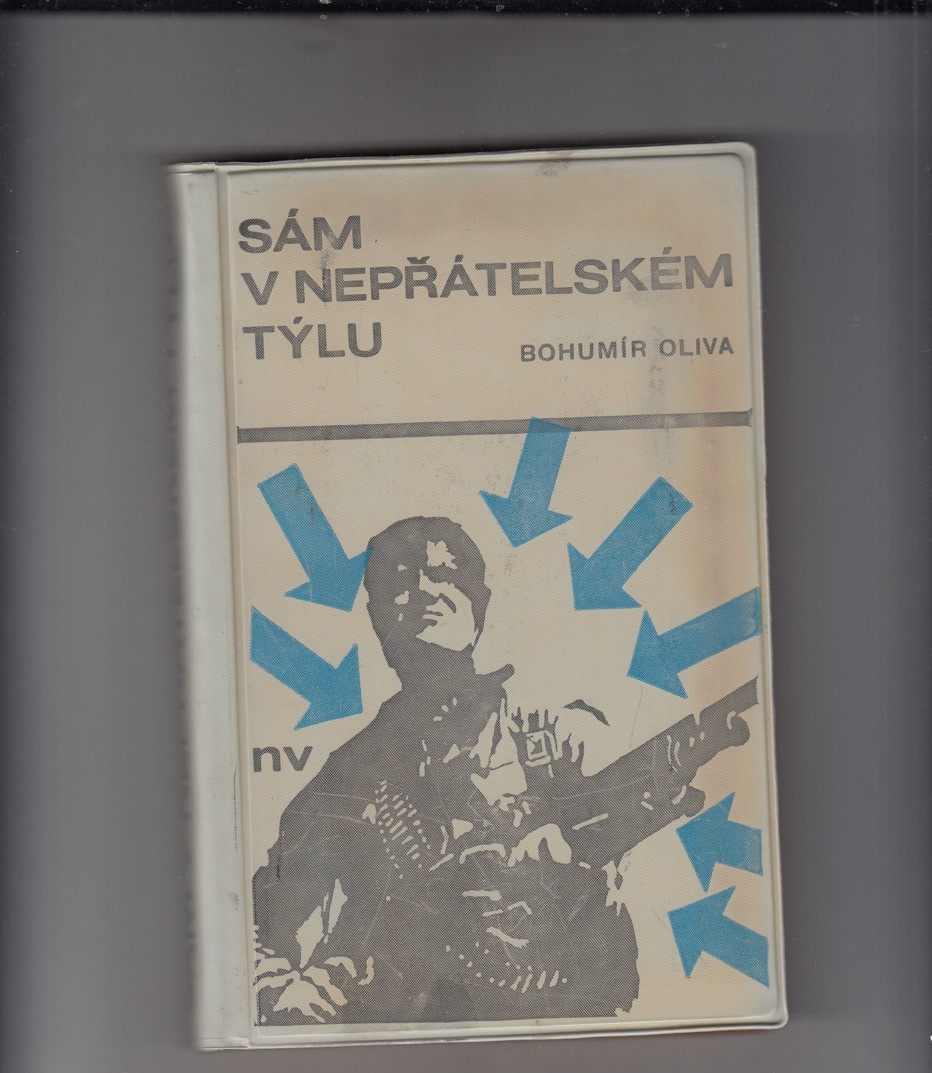 SÁM
V NEPŘÁTELSKÉM
TÝLU
BOHUMÍR OLIVA
nv